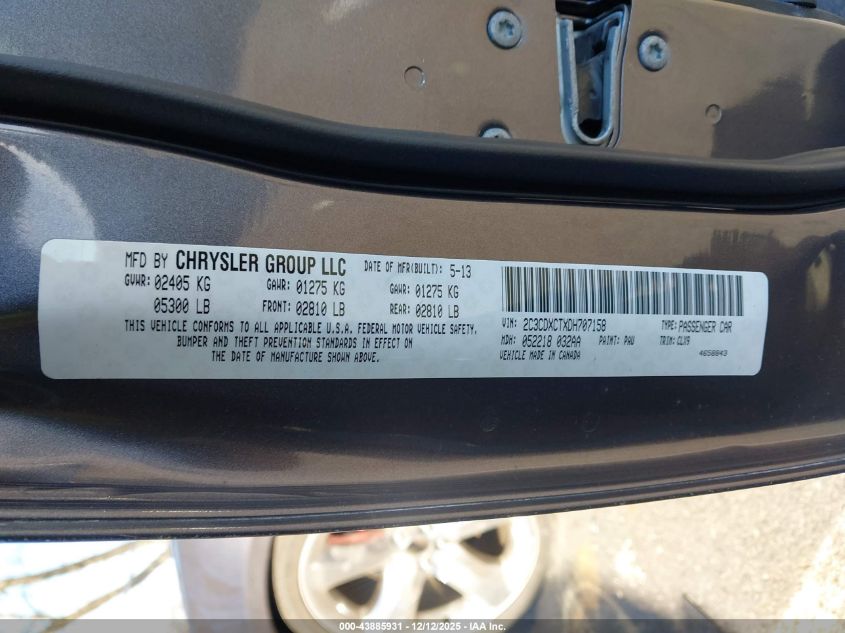 MFD BY CHRYSLER GROUP LLC DATE OF MFR(BUILT): 5-13
GVWR: 02405 KG GAWR: 01275 KG GAWR: 01275 KG
05300 LB FRONT: 02810 LB REAR: 02810 LB
THIS VEHICLE CONFORMS TO ALL APPLICABLE U.S.A. FEDERAL MOTOR VEHICLE SAFETY,
BUMPER AND THEFT PREVENTION STANDARDS IN EFFECT ON
THE DATE OF MANUFACTURE SHOWN ABOVE.
VIN: 2C3CDXCTXDH707158 TYPE: PASSENGER CAR
MDH: 052218 032AA PAINT: PAU TRIM: CLX9
VEHICLE MADE IN CANADA 4658843
000-43885931 - 12/12/2025 - IAA Inc.